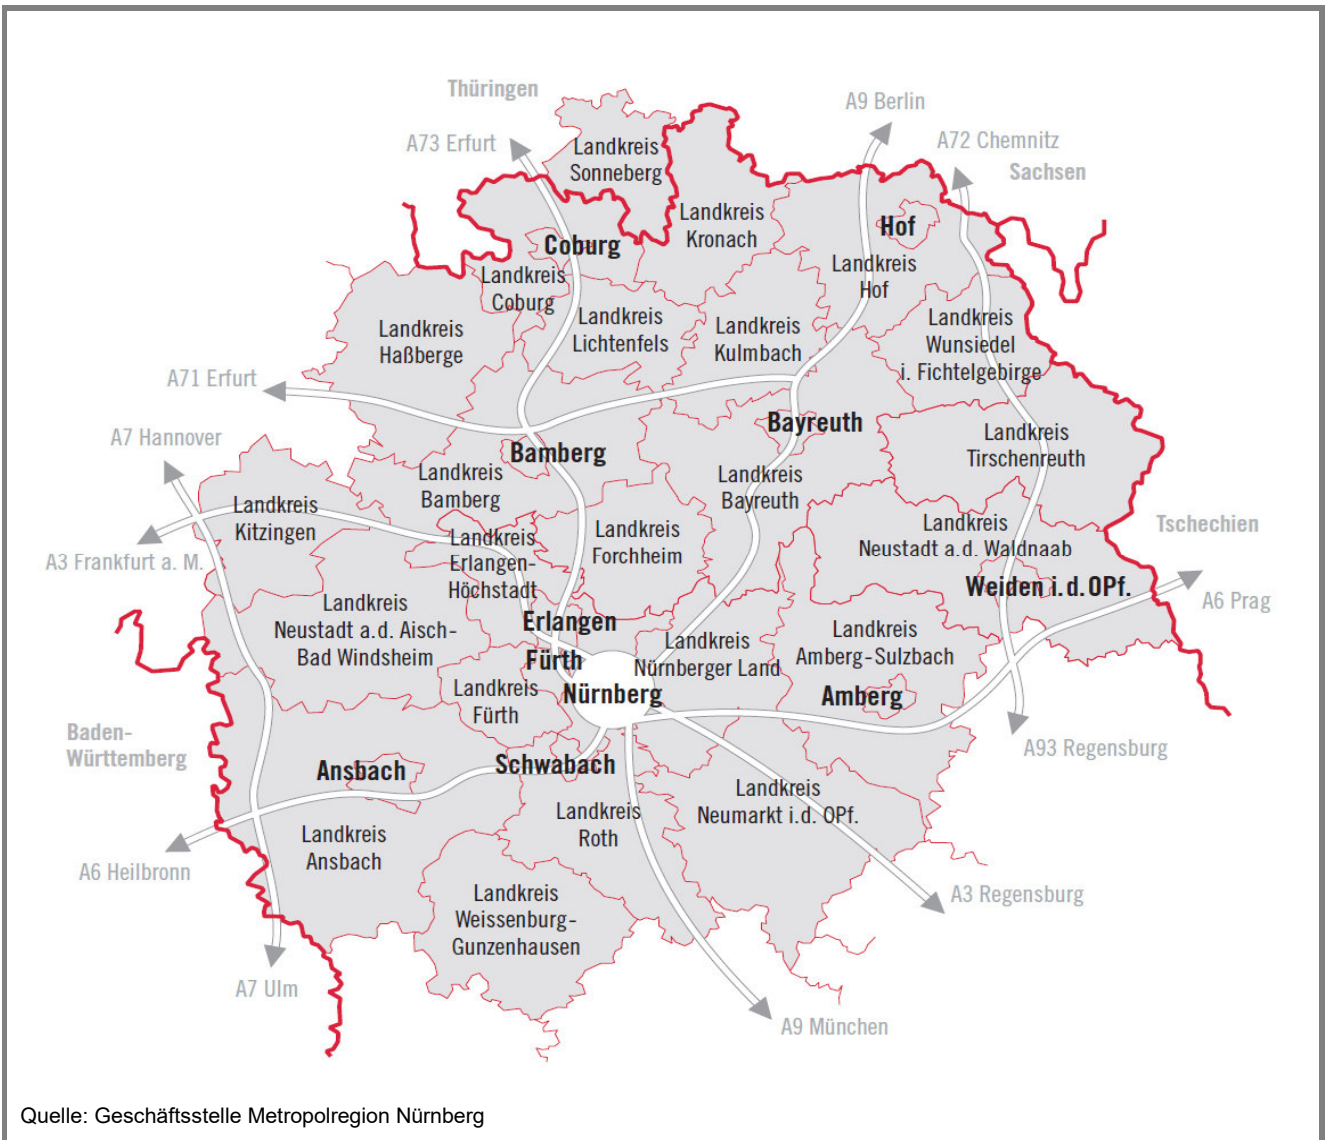 Thüringen
A9 Berlin
A73 Erfurt
A72 Chemnitz
Sachsen
Landkreis
Sonneberg
Landkreis
Kronach
Hof
Coburg
Landkreis
Hof
Landkreis
Coburg
Landkreis
Haßberge
Landkreis
Lichtenfels
Landkreis
Kulmbach
Landkreis
Wunsiedel
i. Fichtelgebirge
A71 Erfurt
A7 Hannover
Bayreuth
Bamberg
Landkreis
Tirschenreuth
Landkreis
Bamberg
Landkreis
Bayreuth
Landkreis
Kitzingen
Landkreis
Erlangen-
Höchstadt
Landkreis
Forchheim
Landkreis
Neustadt a.d. Waldnaab
Tschechien
A3 Frankfurt a. M.
Weiden i.d.OPf.
A6 Prag
Landkreis
Neustadt a.d. Aisch-
Bad Windsheim
Erlangen
Fürth
Nürnberg
Landkreis
Nürnberger Land
Landkreis
Amberg-Sulzbach
Amberg
Landkreis
Fürth
Baden-
Württemberg
A93 Regensburg
Ansbach
Schwabach
Landkreis
Neumarkt i.d. OPf.
Landkreis
Roth
Landkreis
Ansbach
A6 Heilbronn
A3 Regensburg
Landkreis
Weissenburg-
Gunzenhausen
A7 Ulm
A9 München
Quelle: Geschäftsstelle Metropolregion Nürnberg